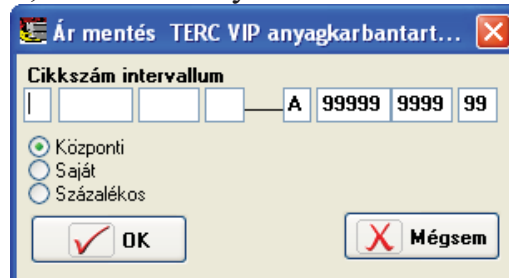 Ár mentés TERC VIP anyagkarbantart...
Cikkszám intervallum
A 99999 9999 99
Központi
Saját
Százalékos
OK
Mégsem